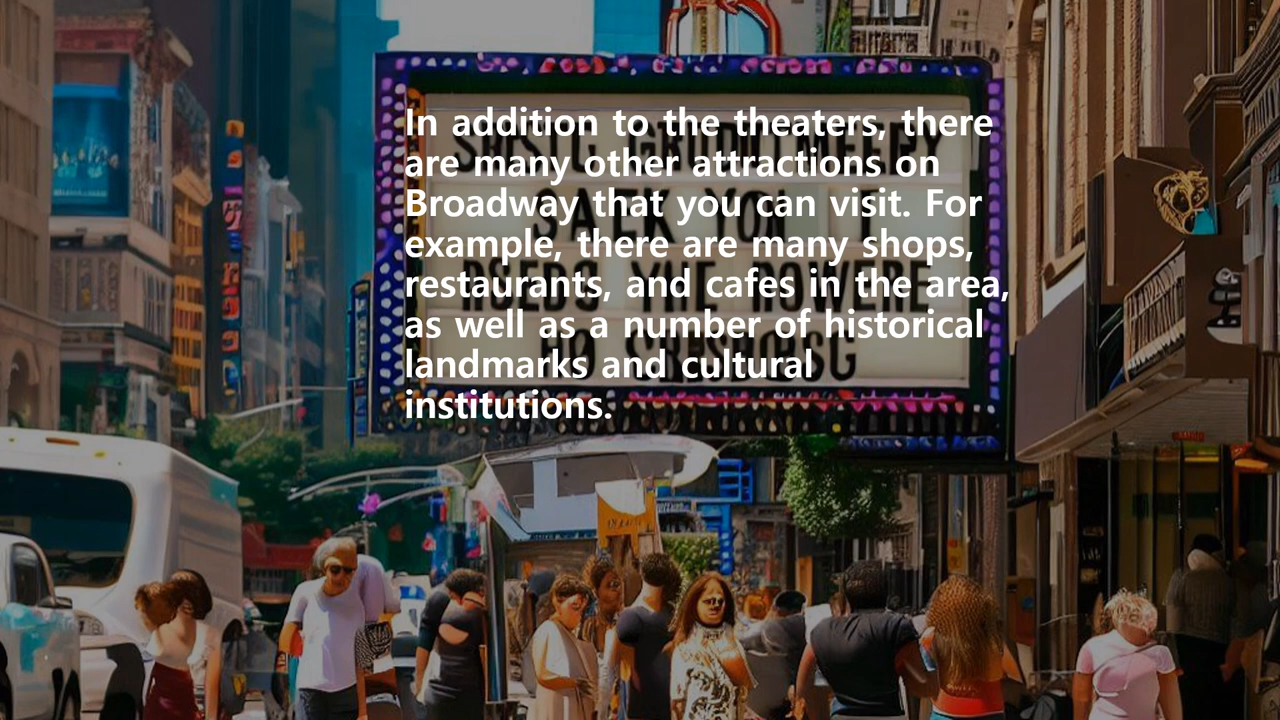 In addition to the theaters, there
are many other attractions on
Broadway that you can visit. For
example, there are many shops,
restaurants, and cafes in the area,
as well as a number of historical
landmarks and cultural
institutions.